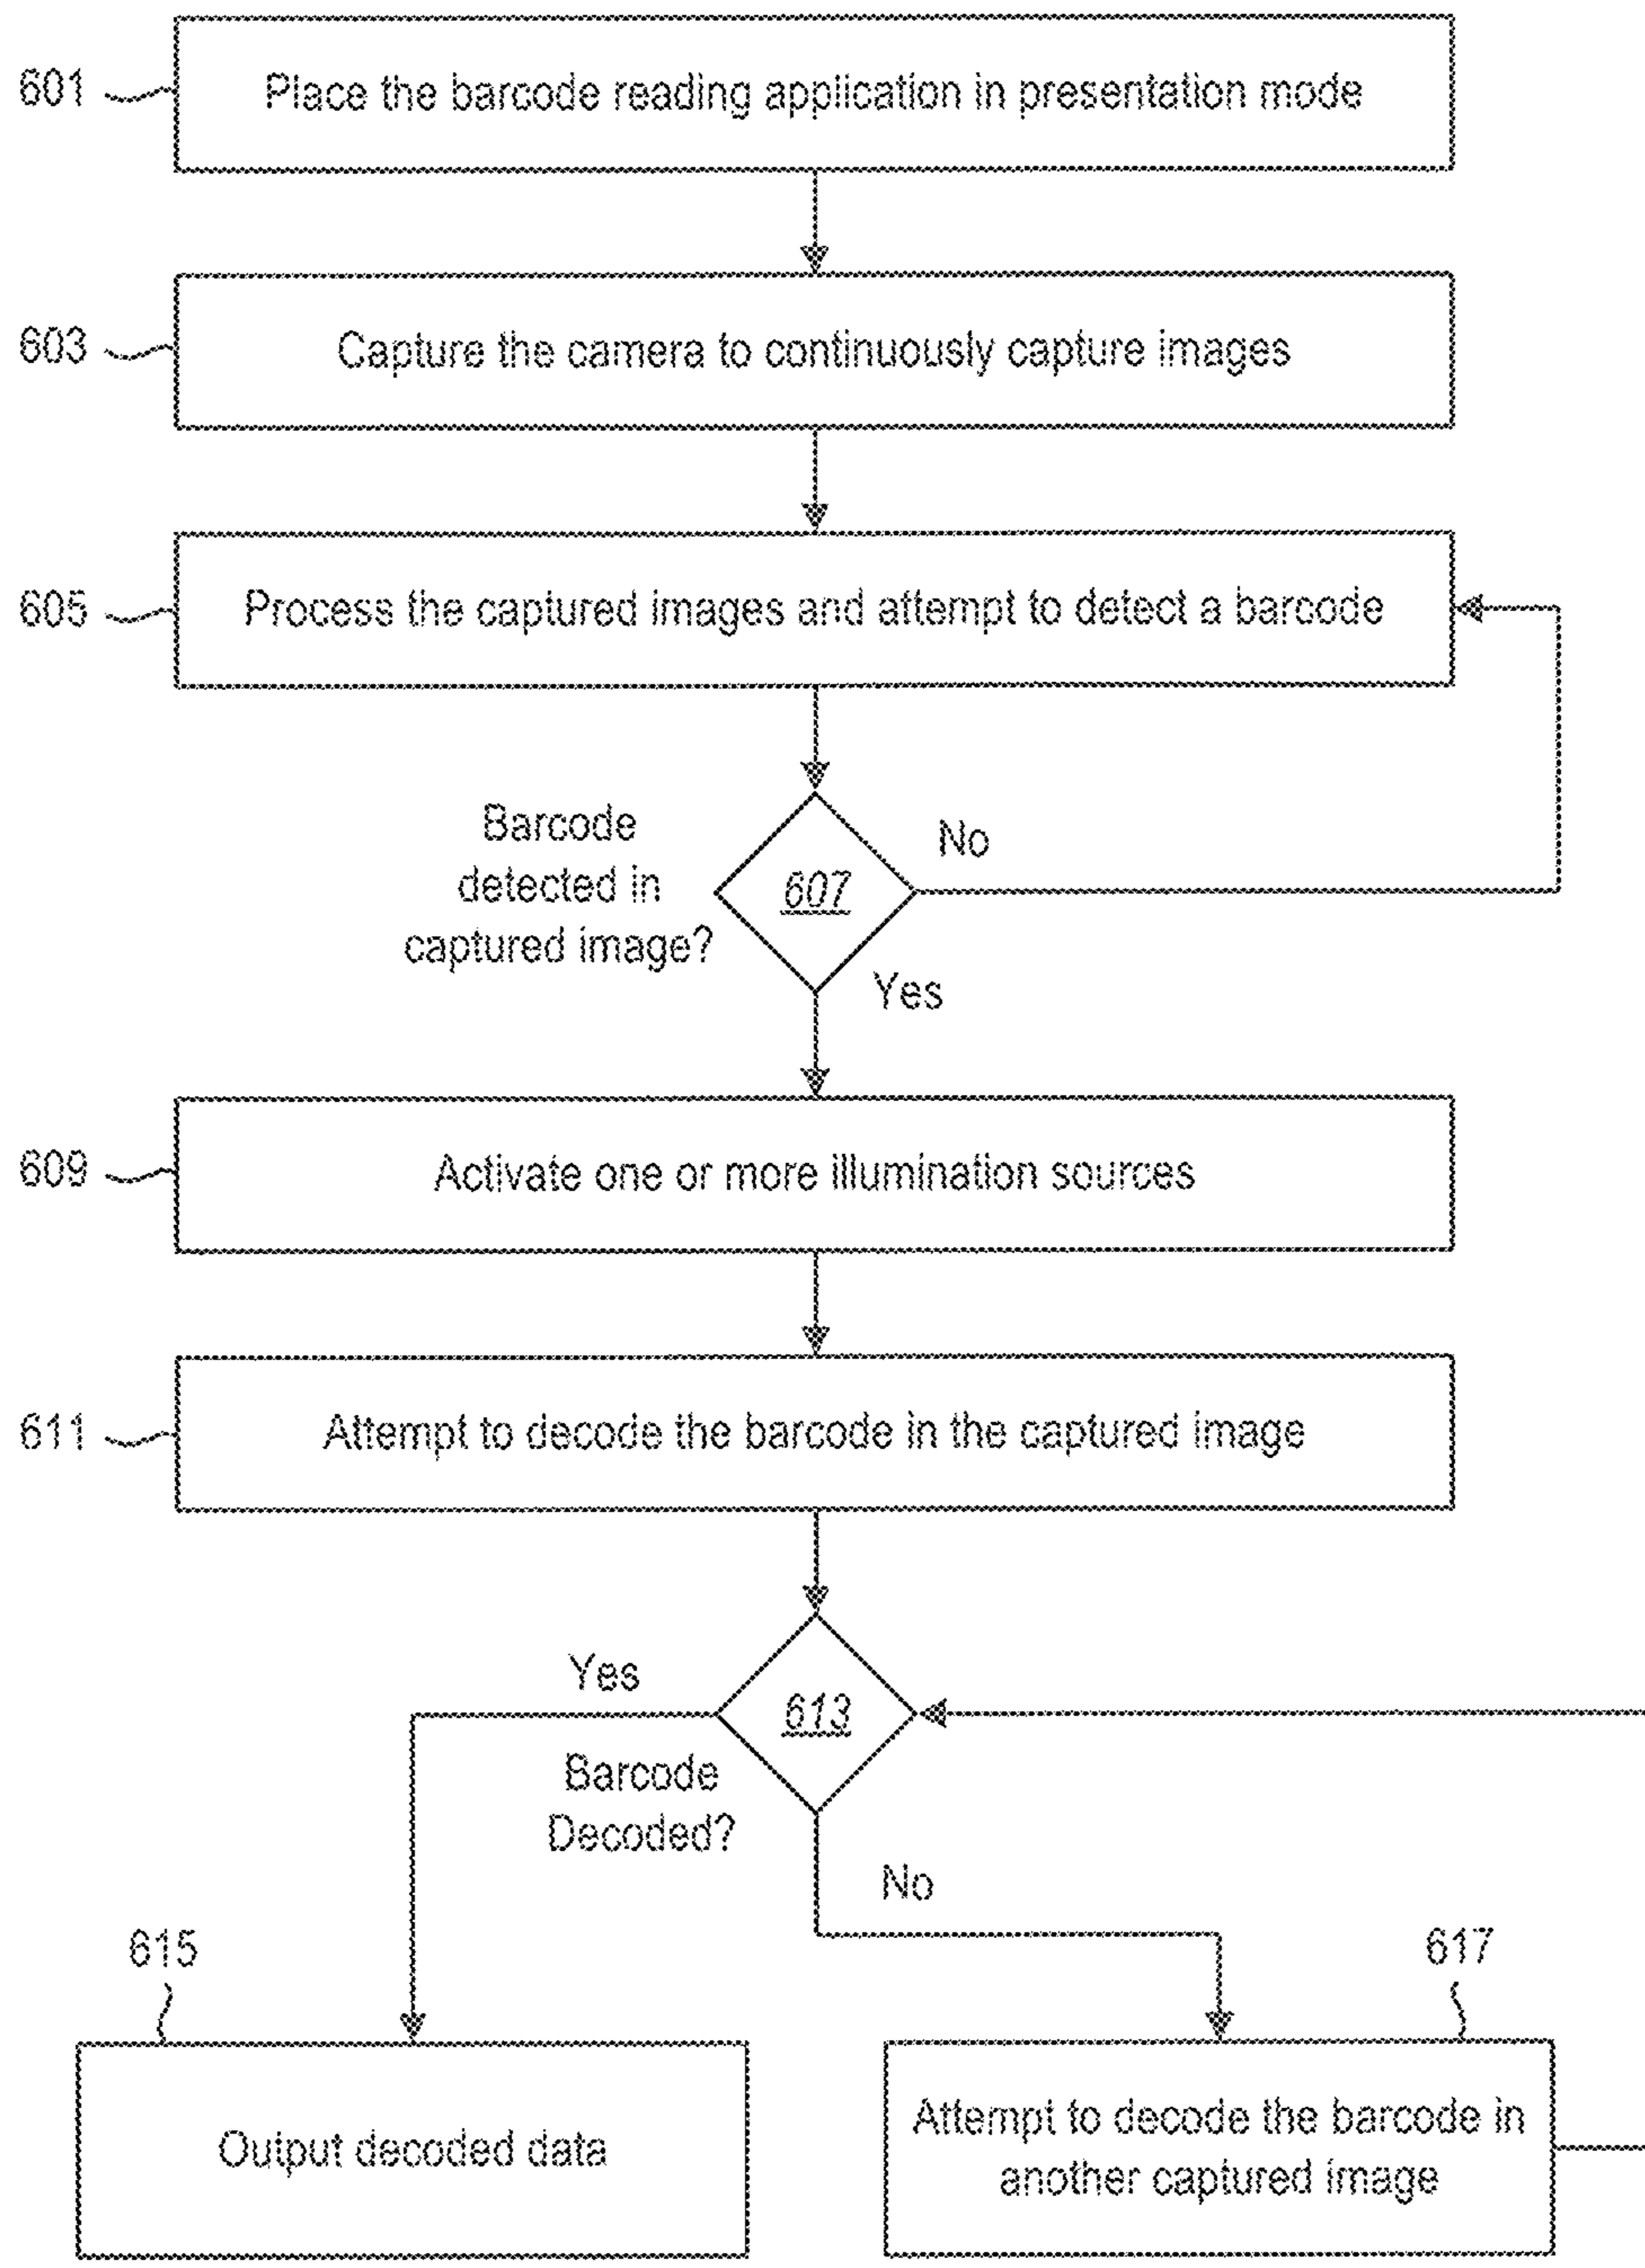 601
Place the barcode reading application in presentation mode
603
Capture the camera to continuously capture images
605
Process the captured images and attempt to detect a barcode
Barcode
detected in
captured image?
607
No
Yes
609
Activate one or more illumination sources
611
Attempt to decode the barcode in the captured image
Yes
613
Barcode
Decoded?
No
615
617
Output decoded data
Attempt to decode the barcode in
another captured image